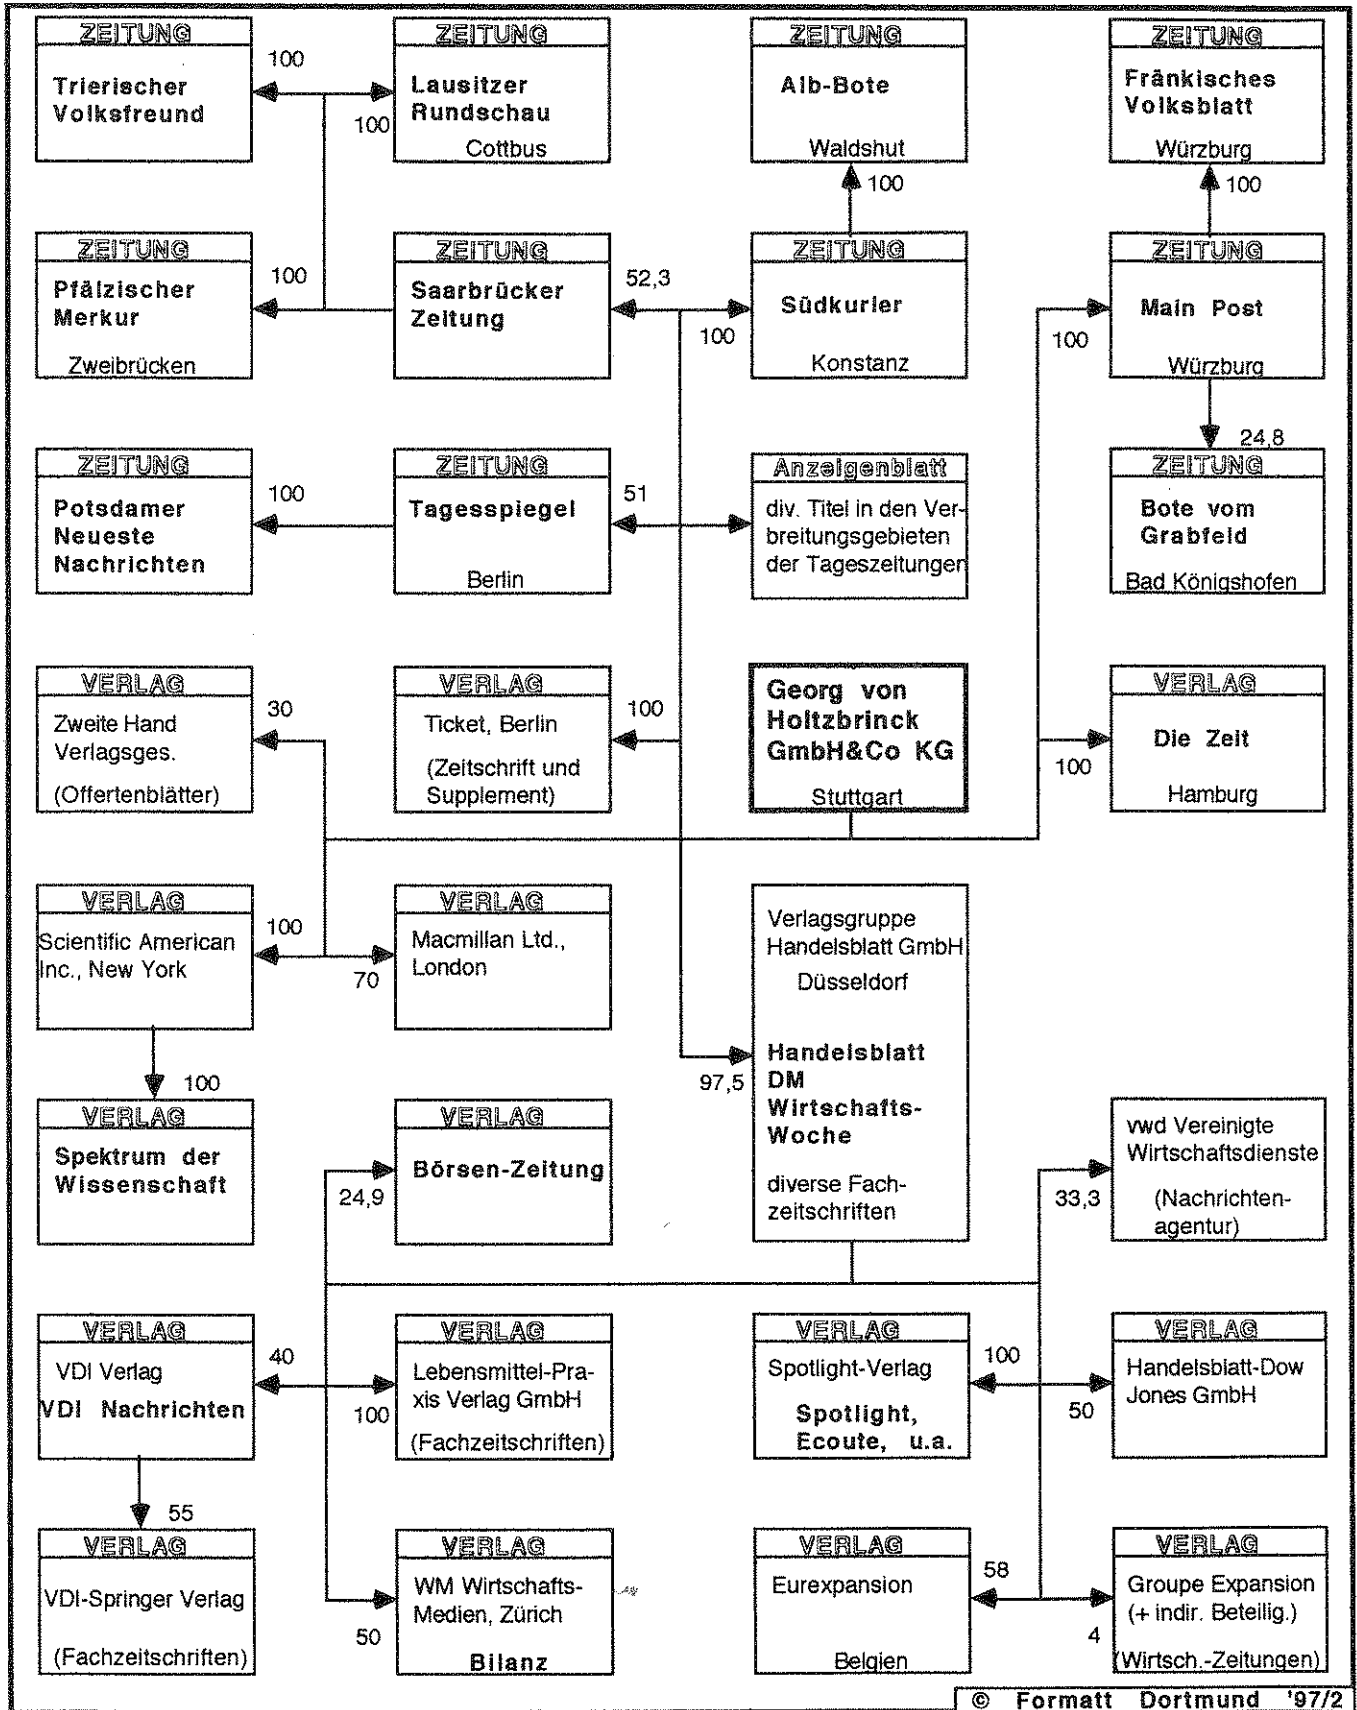 ZEITUNG
Trierischer
Volksfreund
100
100
ZEITUNG
Lausitzer
Rundschau
Cottbus
ZEITUNG
Alb-Bote
Waldshut
100
ZEITUNG
Fränkisches
Volksblatt
Würzburg
100
ZEITUNG
Pfälzischer
Merkur
Zweibrücken
100
ZEITUNG
Saarbrücker
Zeitung
52,3
100
ZEITUNG
Südkurier
Konstanz
100
ZEITUNG
Main Post
Würzburg
24,8
ZEITUNG
Potsdamer
Neueste
Nachrichten
100
ZEITUNG
Tagesspiegel
Berlin
51
Anzeigenblatt
div. Titel in den Ver-
breitungsgebieten
der Tageszeitungen
ZEITUNG
Bote vom
Grabfeld
Bad Königshofen
VERLAG
Zweite Hand
Verlagsges.
(Offertenblätter)
30
VERLAG
Ticket, Berlin
(Zeitschrift und
Supplement)
100
Georg von
Holtzbrinck
GmbH&Co KG
Stuttgart
100
VERLAG
Die Zeit
Hamburg
VERLAG
Scientific American
Inc., New York
100
70
VERLAG
Macmillan Ltd.,
London
97,5
Verlagsgruppe
Handelsblatt GmbH
Düsseldorf
Handelsblatt
DM
Wirtschafts-
Woche
diverse Fach-
zeitschriften
100
VERLAG
Spektrum der
Wissenschaft
24,9
VERLAG
Börsen-Zeitung
33,3
vwd Vereinigte
Wirtschaftsdienste
(Nachrichten-
agentur)
VERLAG
VDI Verlag
VDI Nachrichten
40
100
VERLAG
Lebensmittel-Pra-
xis Verlag GmbH
(Fachzeitschriften)
VERLAG
Spotlight-Verlag
Spotlight,
Ecoute, u.a.
100
50
VERLAG
Handelsblatt-Dow
Jones GmbH
55
VERLAG
VDI-Springer Verlag
(Fachzeitschriften)
50
VERLAG
WM Wirtschafts-
Medien, Zürich
Bilanz
VERLAG
Eurexpansion
Belgien
58
4
VERLAG
Groupe Expansion
(+ indir. Beteilig.)
(Wirtsch.-Zeitungen)
© Formatt Dortmund '97/2